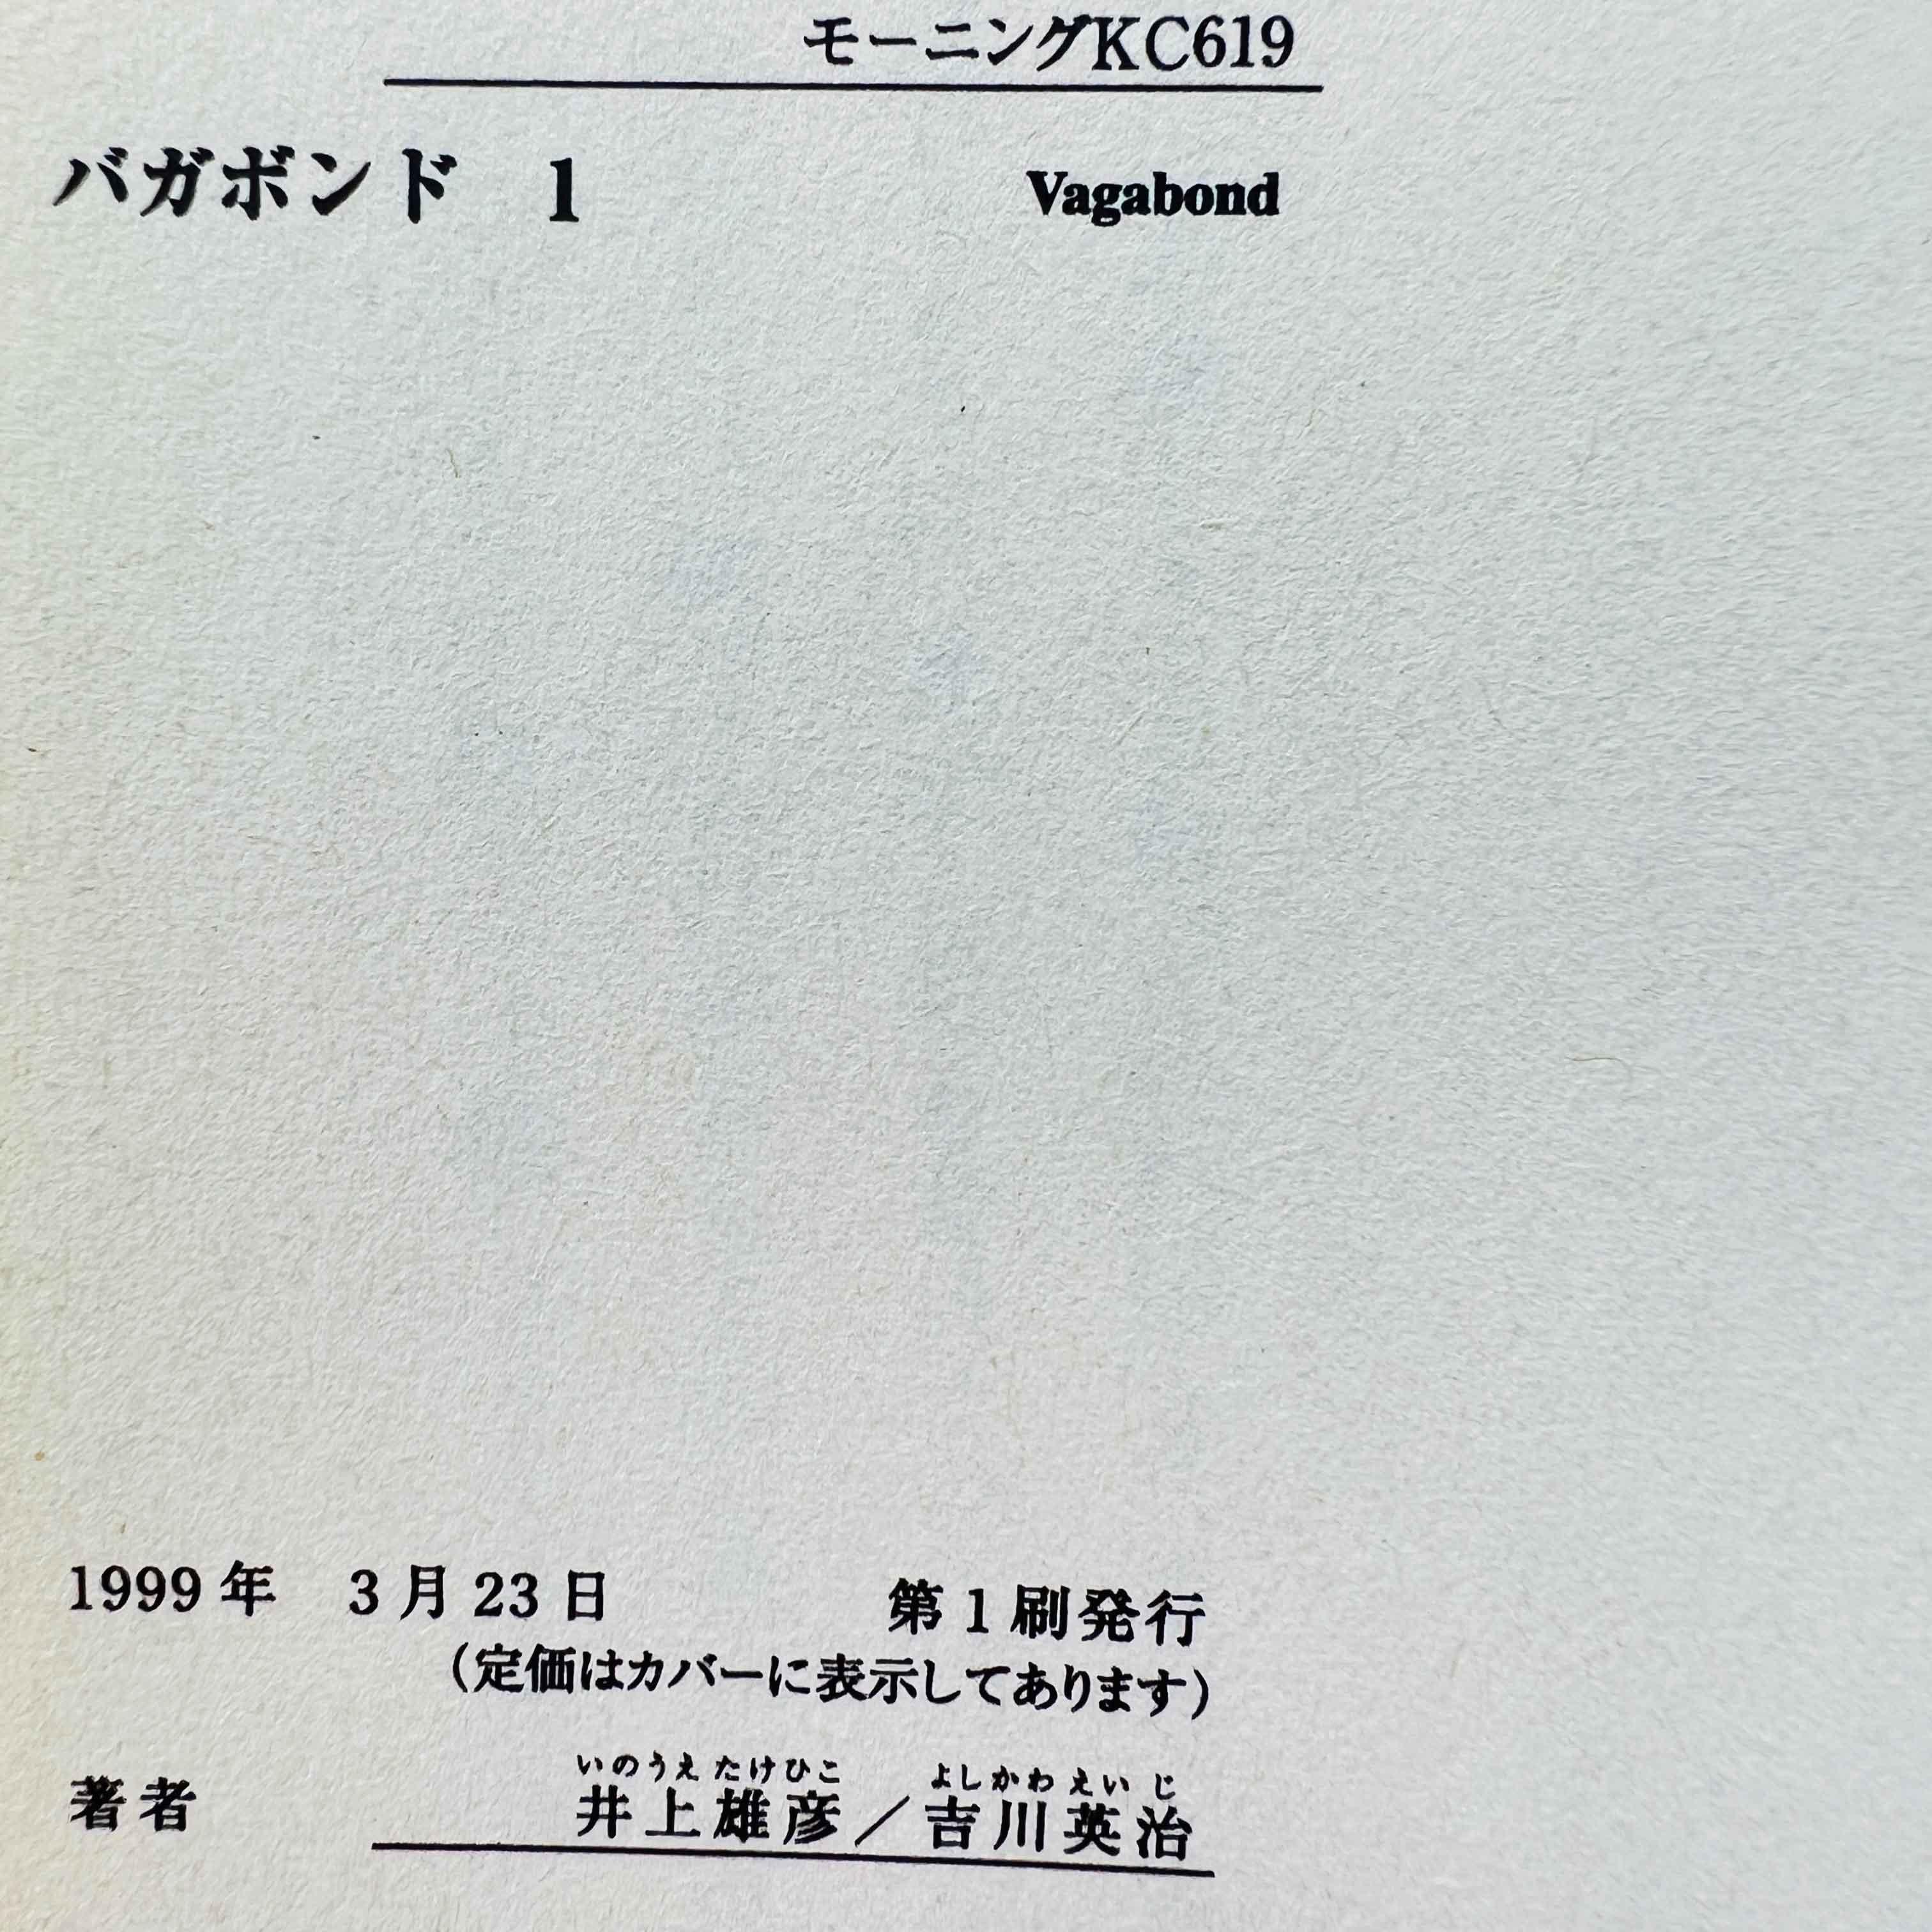 モーニングKC619
バガボンド 1 Vagabond
1999年 3月23日 第1刷発行
(定価はカバーに表示してあります)
いのうえたけひこ よしかわえいじ
著者 井上雄彦／吉川英治